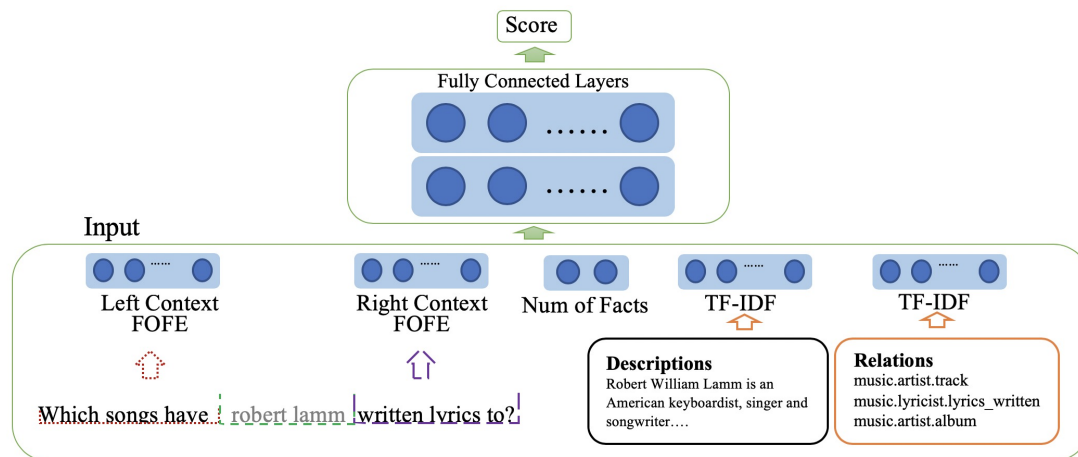 Score
Fully Connected Layers
......
......
Input
...... ...... ...... ......
Left Context Right Context Num of Facts TF-IDF TF-IDF
FOFE FOFE
Which songs have robert lamm written lyrics to?
Descriptions
Robert William Lamm is an
American keyboardist, singer and
songwriter….
Relations
music.artist.track
music.lyricist.lyrics_written
music.artist.album